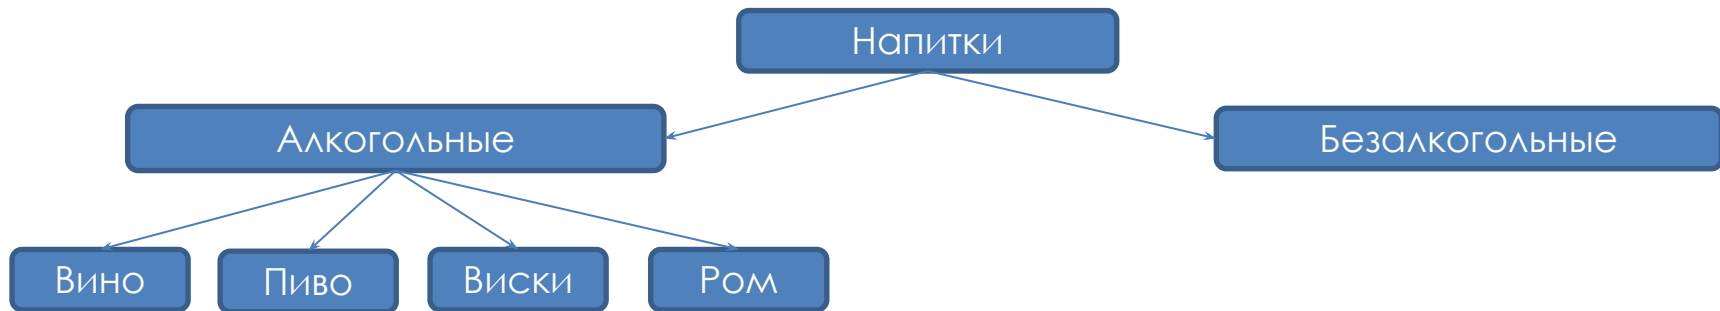 Напитки
Алкогольные
Безалкогольные
Вино
Пиво
Виски
Ром